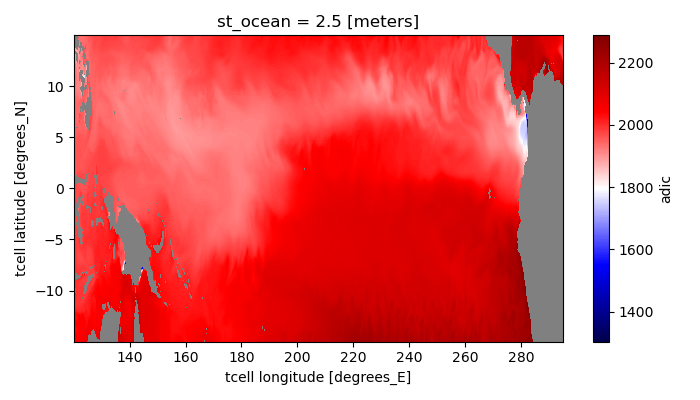 st_ocean = 2.5 [meters]
10
5
0
−5
−10
tcell latitude [degrees_N]
140 160 180 200 220 240 260 280
tcell longitude [degrees_E]
2200
2000
1800
1600
1400
adic